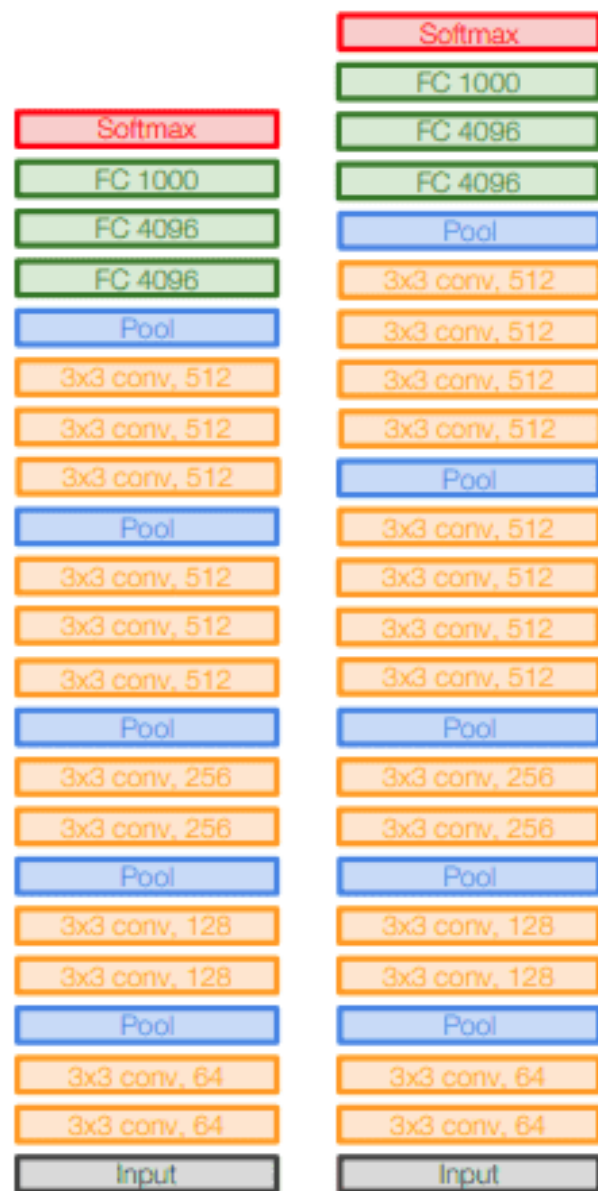 Softmax
FC 1000
FC 4096
FC 4096
Pool
3x3 conv, 512
3x3 conv, 512
3x3 conv, 512
Pool
3x3 conv, 512
3x3 conv, 512
3x3 conv, 512
Pool
3x3 conv, 256
3x3 conv, 256
Pool
3x3 conv, 128
3x3 conv, 128
Pool
3x3 conv, 64
3x3 conv, 64
Input
Softmax
FC 1000
FC 4096
FC 4096
Pool
3x3 conv, 512
3x3 conv, 512
3x3 conv, 512
3x3 conv, 512
Pool
3x3 conv, 512
3x3 conv, 512
3x3 conv, 512
3x3 conv, 512
Pool
3x3 conv, 256
3x3 conv, 256
Pool
3x3 conv, 128
3x3 conv, 128
Pool
3x3 conv, 64
3x3 conv, 64
Input